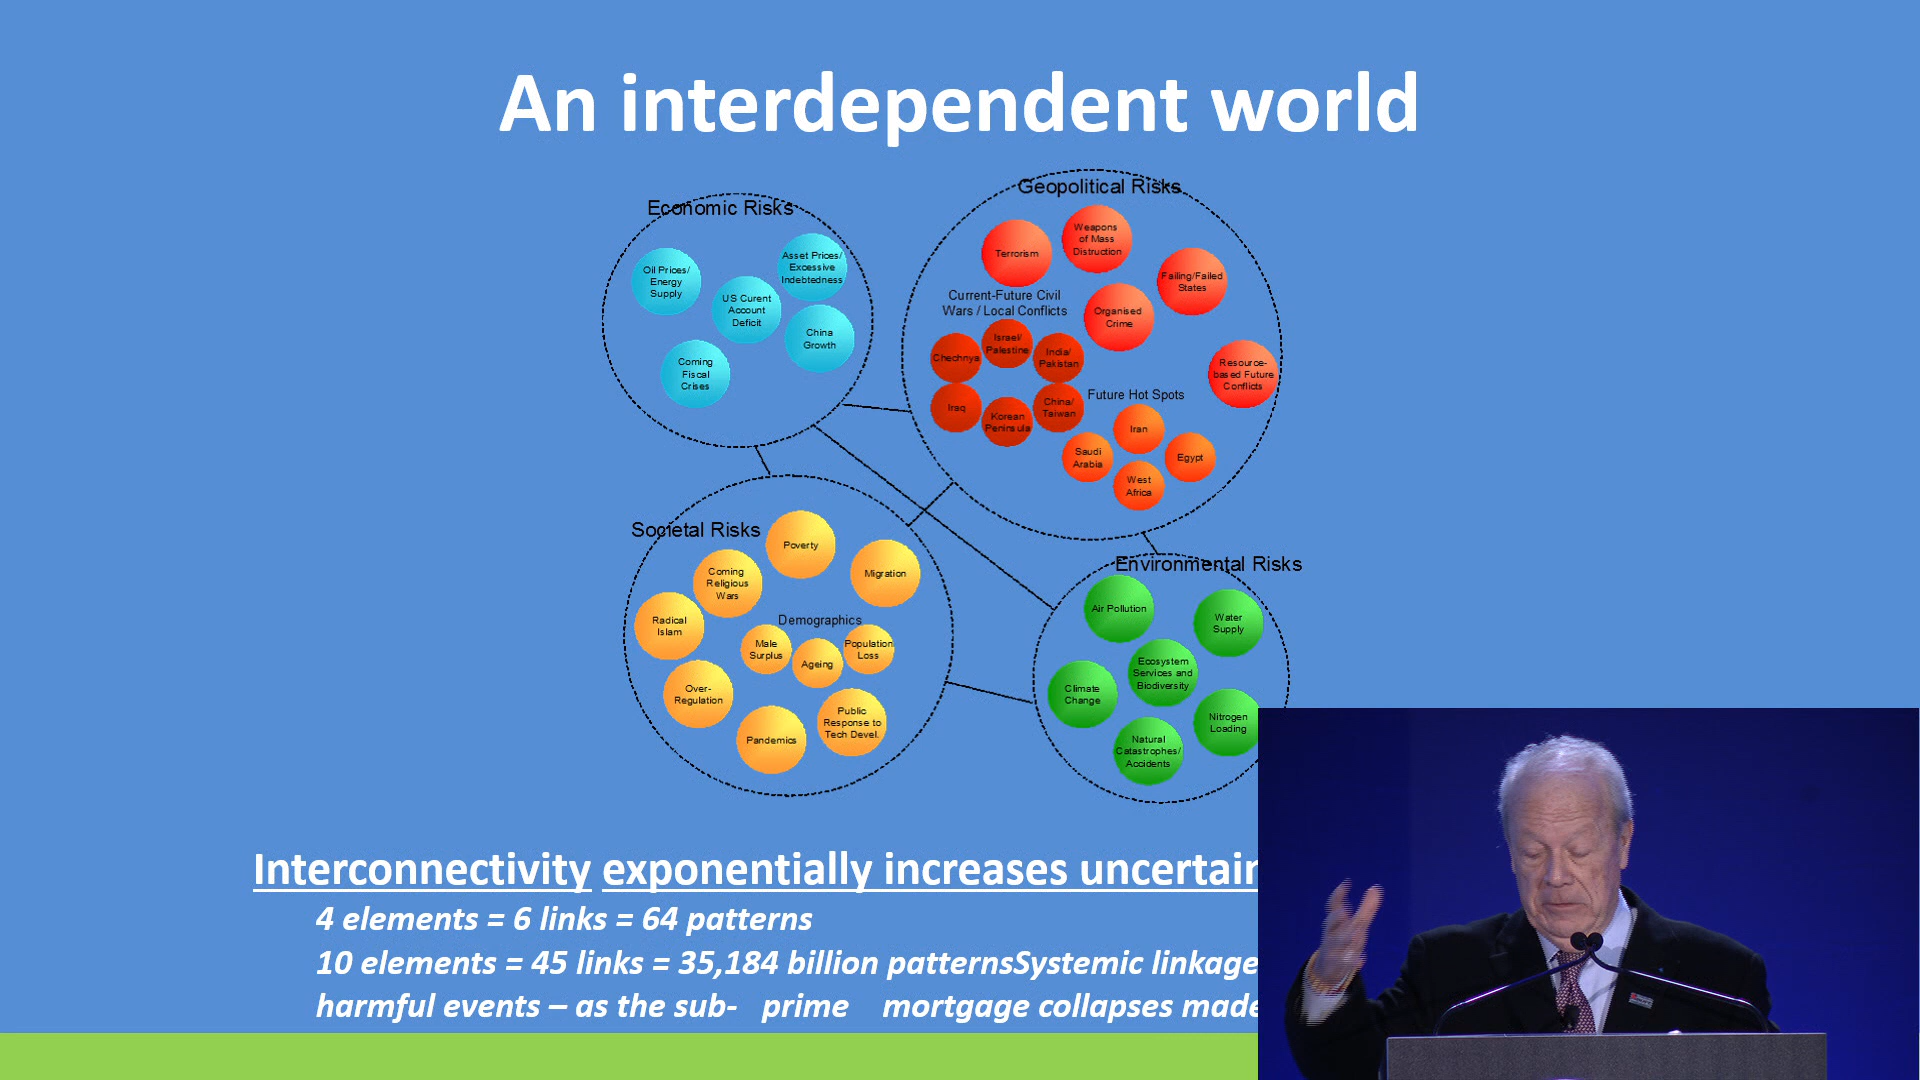 An interdependent world
Economic Risks
Oil Prices/
Energy
Supply
Asset Prices/
Excessive
Indebtedness
US Curent
Account
Deficit
China
Growth
Coming
Fiscal
Crises
Geopolitical Risks
Terrorism
Weapons
of Mass
Distruction
Failing/Failed
States
Current-Future Civil
Wars / Local Conflicts
Organised
Crime
Chechnya
Israel/
Palestine
India/
Pakistan
Iraq
Korean
Peninsula
China/
Taiwan
Resource-
based Future
Conflicts
Future Hot Spots
Iran
Saudi
Arabia
Egypt
West
Africa
Societal Risks
Poverty
Migration
Coming
Religious
Wars
Radical
Islam
Demographics
Male
Surplus
Ageing
Population
Loss
Over-
Regulation
Pandemics
Public
Response to
Tech Devel.
Environmental Risks
Air Pollution
Water
Supply
Ecosystem
Services and
Biodiversity
Climate
Change
Nitrogen
Loading
Natural
Catastrophes/
Accidents
Interconnectivity exponentially increases
4 elements = 6 links = 64 patterns
10 elements = 45 links = 35,184 billion patternsSystemic linkage
harmful events – as the sub- prime mortgage collapses made